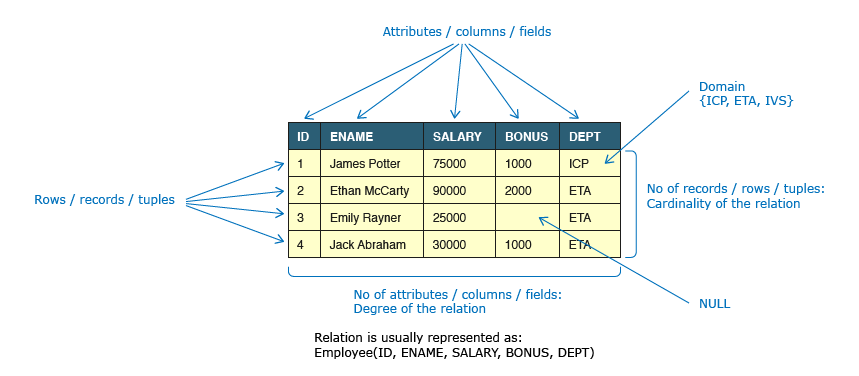 Attributes / columns / fields
Domain
{ICP, ETA, IVS}
ID ENAME SALARY BONUS DEPT
1 James Potter 75000 1000 ICP
2 Ethan McCarty 90000 2000 ETA
3 Emily Rayner 25000 ETA
4 Jack Abraham 30000 1000 ETA
Rows / records / tuples
No of records / rows / tuples:
Cardinality of the relation
No of attributes / columns / fields:
Degree of the relation
NULL
Relation is usually represented as:
Employee(ID, ENAME, SALARY, BONUS, DEPT)